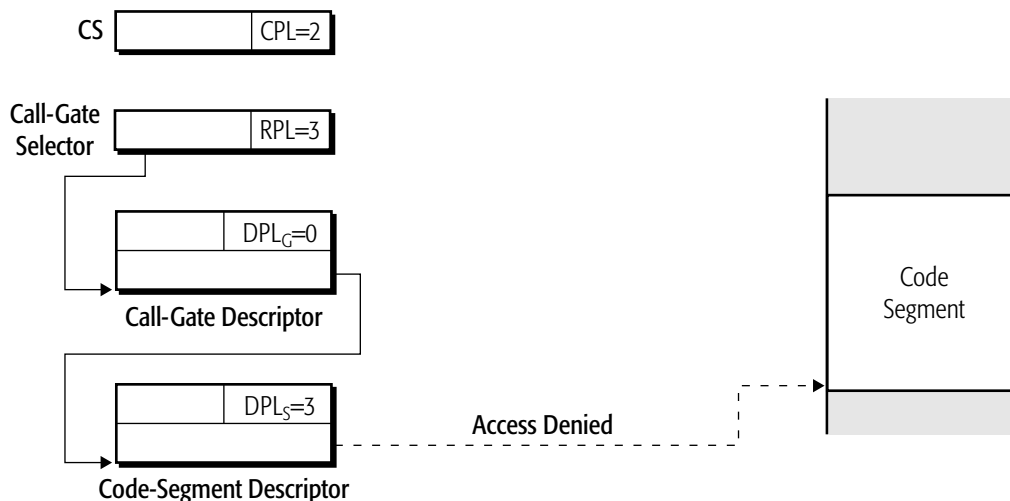 CS
CPL=2
Call-Gate
Selector
RPL=3
DPLG=0
Call-Gate Descriptor
DPLS=3
Code-Segment Descriptor
Access Denied
Code
Segment